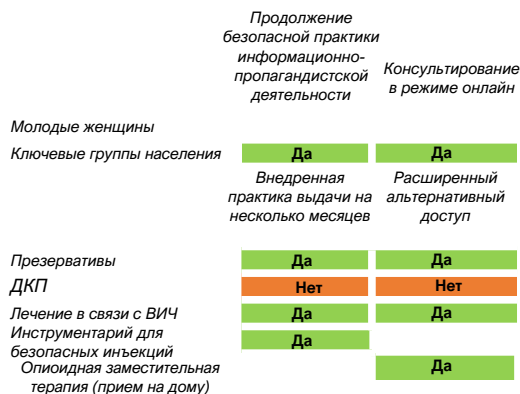 Продолжение
безопасной практики
информационно-
пропагандистской
деятельности
Консультирование
в режиме онлайн
Молодые женщины
Ключевые группы населения Да Да
Внедренная
практика выдачи на
несколько месяцев
Расширенный
альтернативный
доступ
Презервативы Да Да
ДКП Нет Нет
Лечение в связи с ВИЧ Да Да
Инструментарий для
безопасных инъекций Да
Опиоидная заместительная
терапия (прием на дому) Да